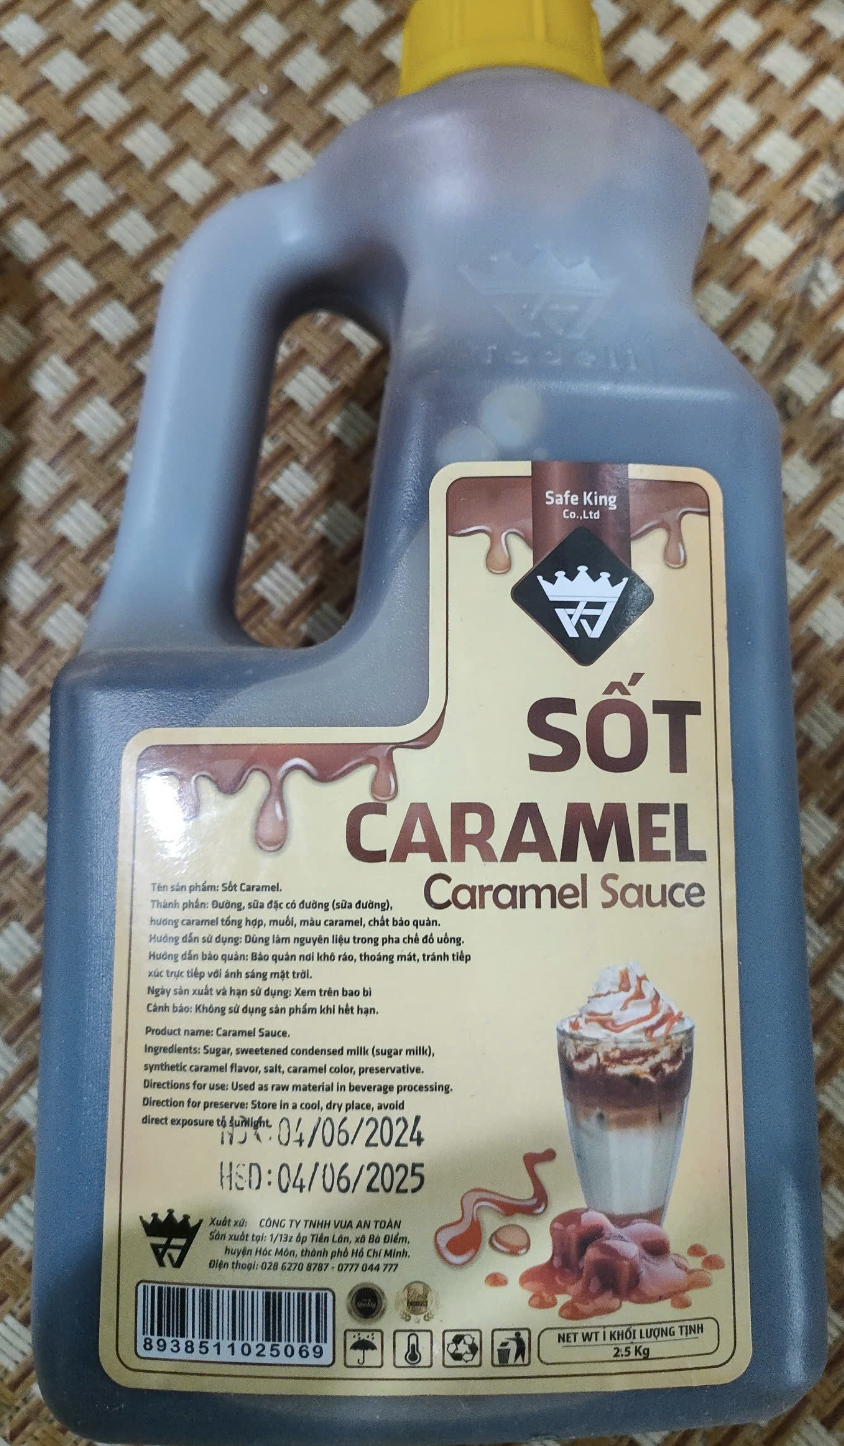 Tedeli
Safe King
Co.,Ltd
SỐT
CARAMEL
Caramel Sauce
Tên sản phẩm: Sốt Caramel.
Thành phần: Đường, sữa đặc có đường (sữa đường),
hương caramel tổng hợp, muối, màu caramel, chất bảo quản.
Hướng dẫn sử dụng: Dùng làm nguyên liệu trong pha chế đồ uống.
Hướng dẫn bảo quản: Bảo quản nơi khô ráo, thoáng mát, tránh tiếp
xúc trực tiếp với ánh sáng mặt trời.
Ngày sản xuất và hạn sử dụng: Xem trên bao bì
Cảnh báo: Không sử dụng sản phẩm khi hết hạn.
Product name: Caramel Sauce.
Ingredients: Sugar, sweetened condensed milk (sugar milk),
synthetic caramel flavor, salt, caramel color, preservative.
Directions for use: Used as raw material in beverage processing.
Direction for preserve: Store in a cool, dry place, avoid
direct exposure to sunlight.
NSX:04/06/2024
HSD:04/06/2025
Xuất xứ: CÔNG TY TNHH VUA AN TOÀN
Sản xuất tại: 1/13z ấp Tiền Lân, xã Bà Điểm,
huyện Hóc Môn, thành phố Hồ Chí Minh.
Điện thoại: 028 6270 8787 - 0777 044 777
8938511025069
NET WT | KHỐI LƯỢNG TỊNH
2.5 Kg